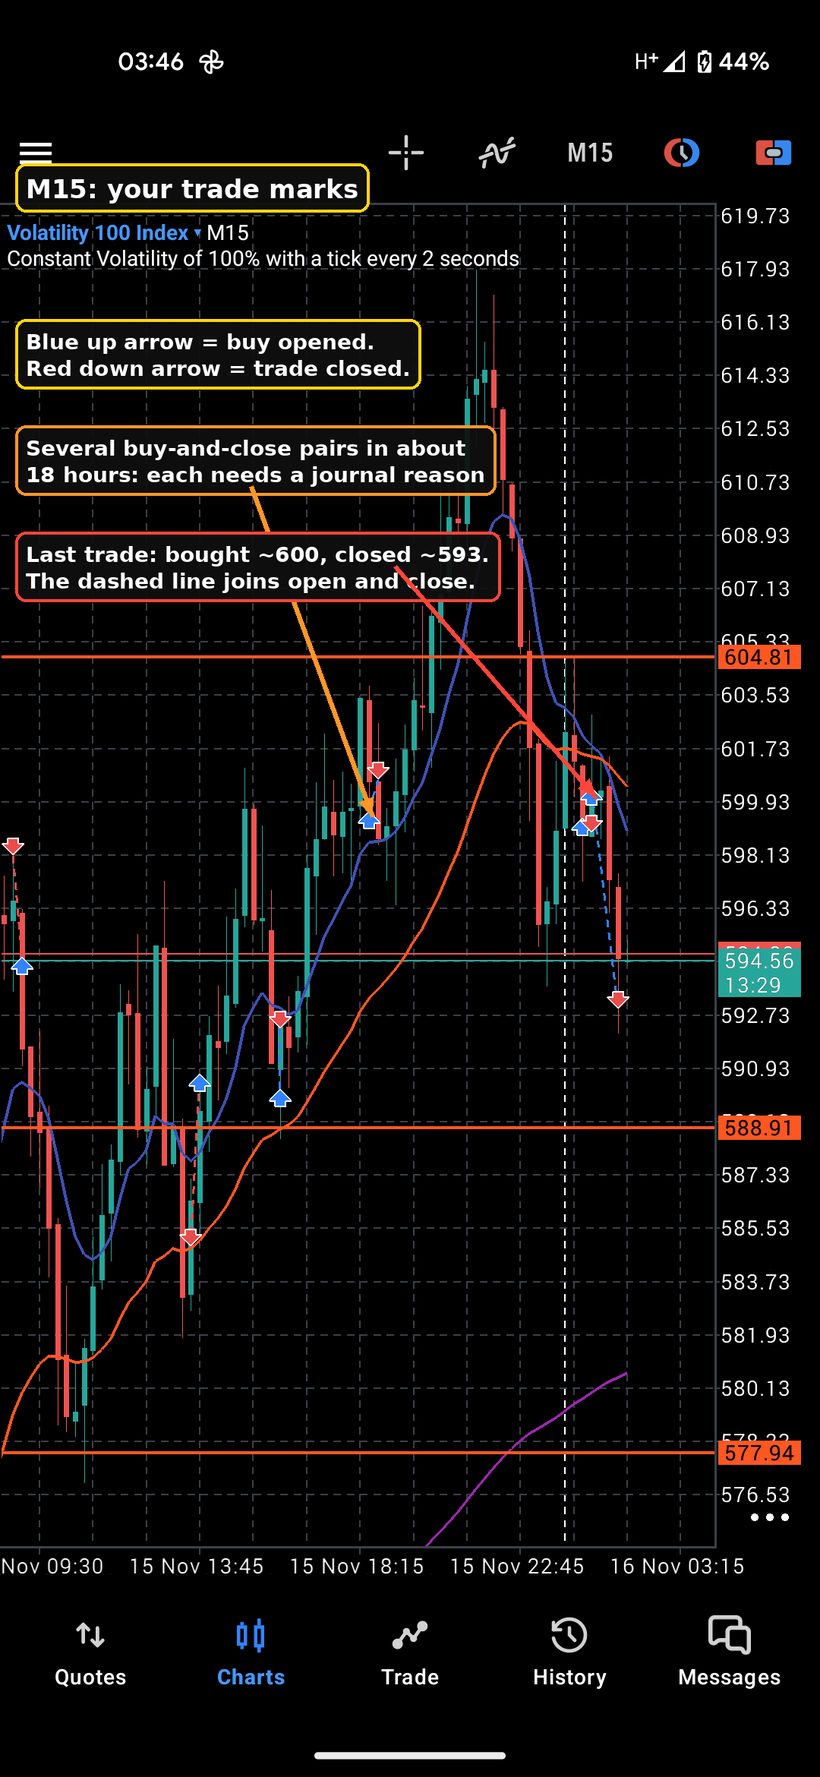 03:46
H+
44%
M15
M15: your trade marks
Volatility 100 Index ▾ M15
Constant Volatility of 100% with a tick every 2 seconds
Blue up arrow = buy opened.
Red down arrow = trade closed.
Several buy-and-close pairs in about
18 hours: each needs a journal reason
Last trade: bought ~600, closed ~593.
The dashed line joins open and close.
619.73
617.93
616.13
614.33
612.53
610.73
608.93
607.13
605.33
604.81
603.53
601.73
599.93
598.13
596.33
594.56
13:29
592.73
590.93
588.91
587.33
585.53
583.73
581.93
580.13
577.94
576.53
Nov 09:30
15 Nov 13:45
15 Nov 18:15
15 Nov 22:45
16 Nov 03:15
Quotes
Charts
Trade
History
Messages